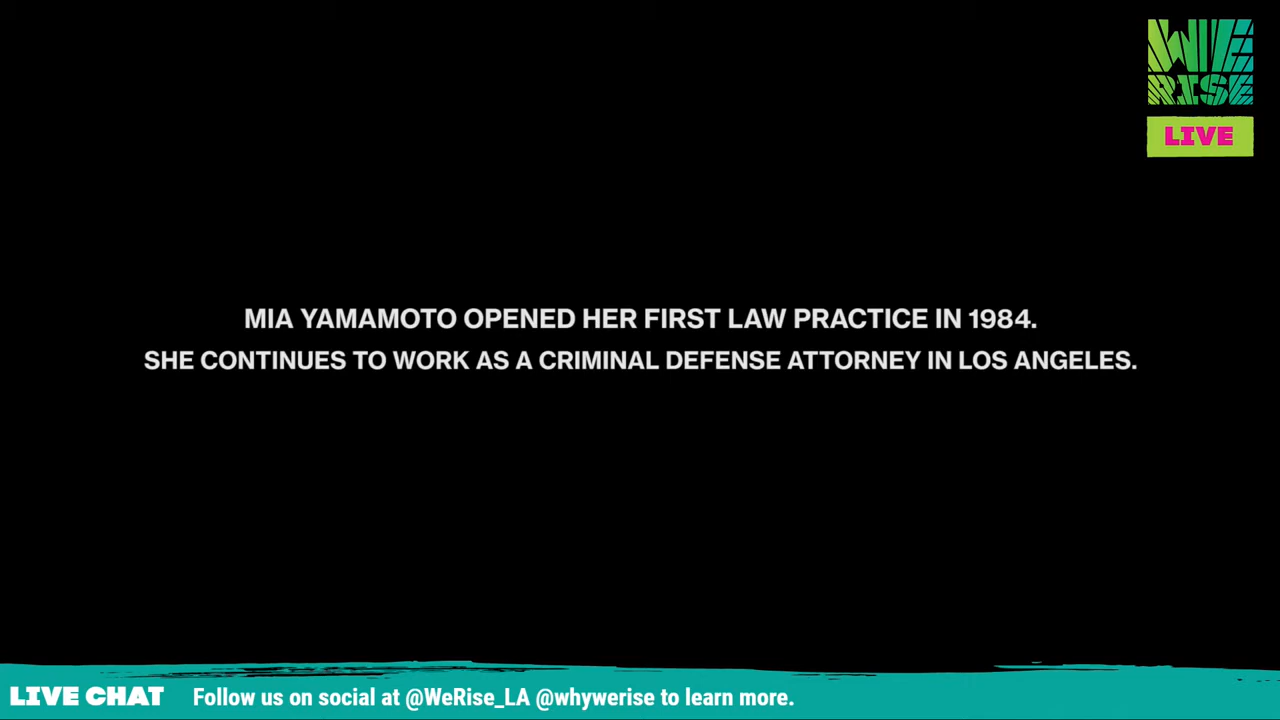 WE
RISE
LIVE
MIA YAMAMOTO OPENED HER FIRST LAW PRACTICE IN 1984.
SHE CONTINUES TO WORK AS A CRIMINAL DEFENSE ATTORNEY IN LOS ANGELES.
LIVE CHAT Follow us on social at @WeRise_LA @whywerise to learn more.